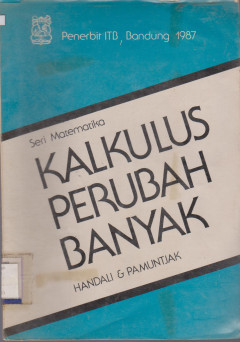 Penerbit ITB, Bandung 1987
Seri Matematika
KALKULUS
PERUBAH
BANYAK
HANDALI & PAMUNTJAK